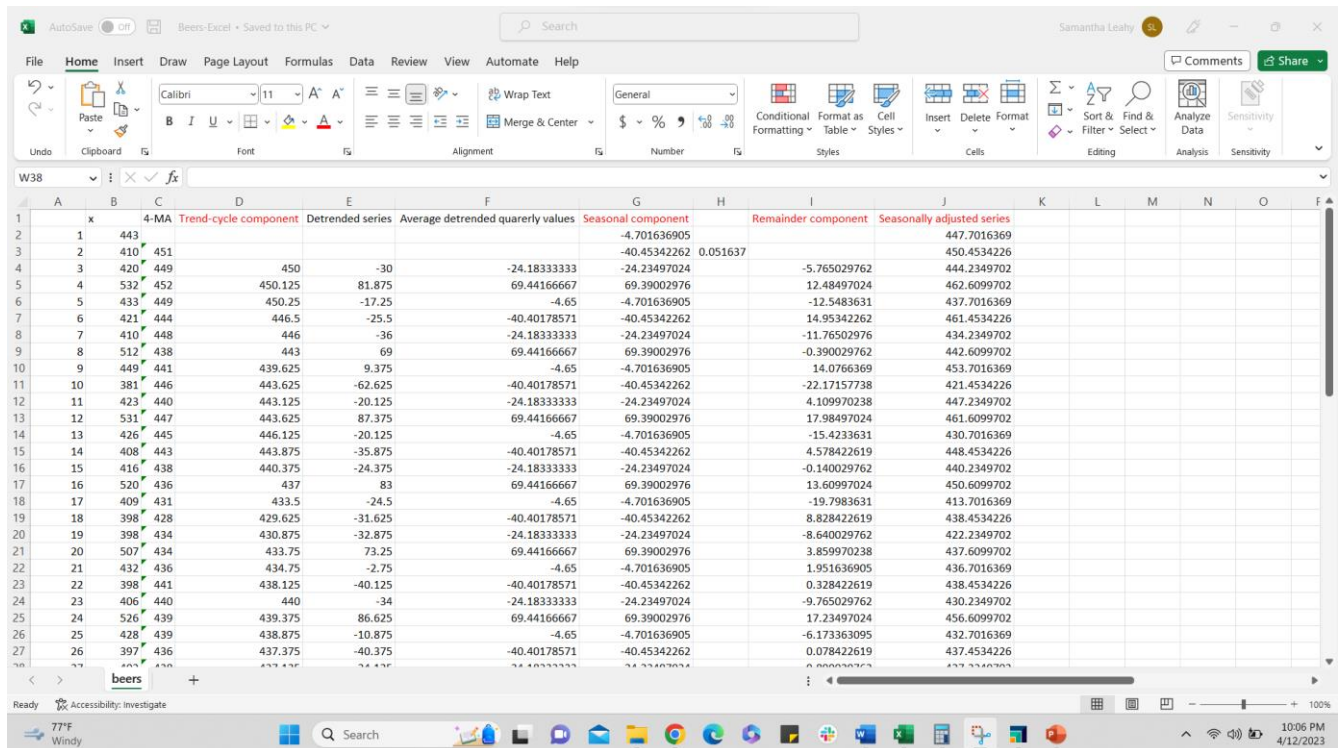 AutoSave Off Beers-Excel • Saved to this PC Search Samantha Leahy SL
File Home Insert Draw Page Layout Formulas Data Review View Automate Help Comments Share
Calibri 11 A^ A˅ ab Wrap Text General
Paste B I U A Merge & Center $ % 9 Conditional Formatting Format as Table Cell Styles Insert Delete Format Sort & Filter Find & Select Analyze Data Sensitivity
Undo Clipboard Font Alignment Number Styles Cells Editing Analysis Sensitivity
W38 fx
A B C D E F G H I J K L M N O
1 x 4-MA Trend-cycle component Detrended series Average detrended quarerly values Seasonal component Remainder component Seasonally adjusted series
2 1 443 -4.701636905 447.7016369
3 2 410 451 -40.45342262 0.051637 450.4534226
4 3 420 449 450 -30 -24.18333333 -24.23497024 -5.765029762 444.2349702
5 4 532 452 450.125 81.875 69.44166667 69.39002976 12.48497024 462.6099702
6 5 433 449 450.25 -17.25 -4.65 -4.701636905 -12.5483631 437.7016369
7 6 421 444 446.5 -25.5 -40.40178571 -40.45342262 14.95342262 461.4534226
8 7 410 448 446 -36 -24.18333333 -24.23497024 -11.76502976 434.2349702
9 8 512 438 443 69 69.44166667 69.39002976 -0.390029762 442.6099702
10 9 449 441 439.625 9.375 -4.65 -4.701636905 14.0766369 453.7016369
11 10 381 446 443.625 -62.625 -40.40178571 -40.45342262 -22.17157738 421.4534226
12 11 423 440 443.125 -20.125 -24.18333333 -24.23497024 4.109970238 447.2349702
13 12 531 447 443.625 87.375 69.44166667 69.39002976 17.98497024 461.6099702
14 13 426 445 446.125 -20.125 -4.65 -4.701636905 -15.4233631 430.7016369
15 14 408 443 443.875 -35.875 -40.40178571 -40.45342262 4.578422619 448.4534226
16 15 416 438 440.375 -24.375 -24.18333333 -24.23497024 -0.140029762 440.2349702
17 16 520 436 437 83 69.44166667 69.39002976 13.60997024 450.6099702
18 17 409 431 433.5 -24.5 -4.65 -4.701636905 -19.7983631 413.7016369
19 18 398 428 429.625 -31.625 -40.40178571 -40.45342262 8.828422619 438.4534226
20 19 398 434 430.875 -32.875 -24.18333333 -24.23497024 -8.640029762 422.2349702
21 20 507 434 433.75 73.25 69.44166667 69.39002976 3.859970238 437.6099702
22 21 432 436 434.75 -2.75 -4.65 -4.701636905 1.951636905 436.7016369
23 22 398 441 438.125 -40.125 -40.40178571 -40.45342262 0.328422619 438.4534226
24 23 406 440 440 -34 -24.18333333 -24.23497024 -9.765029762 430.2349702
25 24 526 439 439.375 86.625 69.44166667 69.39002976 17.23497024 456.6099702
26 25 428 439 438.875 -10.875 -4.65 -4.701636905 -6.173363095 432.7016369
27 26 397 436 437.375 -40.375 -40.40178571 -40.45342262 0.078422619 437.4534226
beers +
Ready Accessibility: Investigate 100%
77°F Search 10:06 PM
Windy 4/12/2023